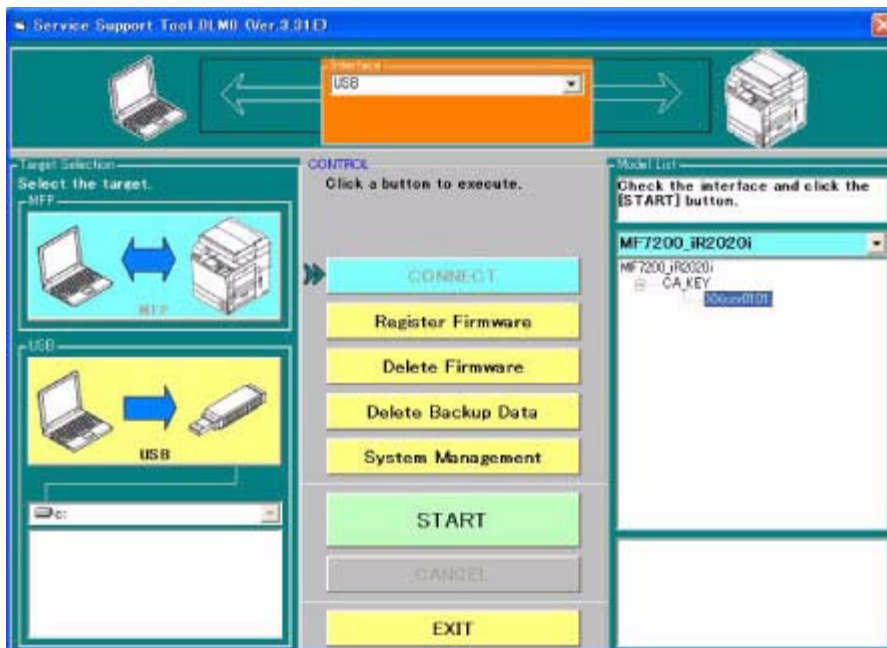 Service Support Tool DLM0 (Ver.3.31E)
Interface
USB
Target Selection
Select the target.
MFP
MFP
USB
USB
c:
CONTROL
Click a button to execute.
CONNECT
Register Firmware
Delete Firmware
Delete Backup Data
System Management
START
CANCEL
EXIT
Model List
Check the interface and click the
[START] button.
MF7200_iR2020i
MF7200_iR2020i
CA_KEY